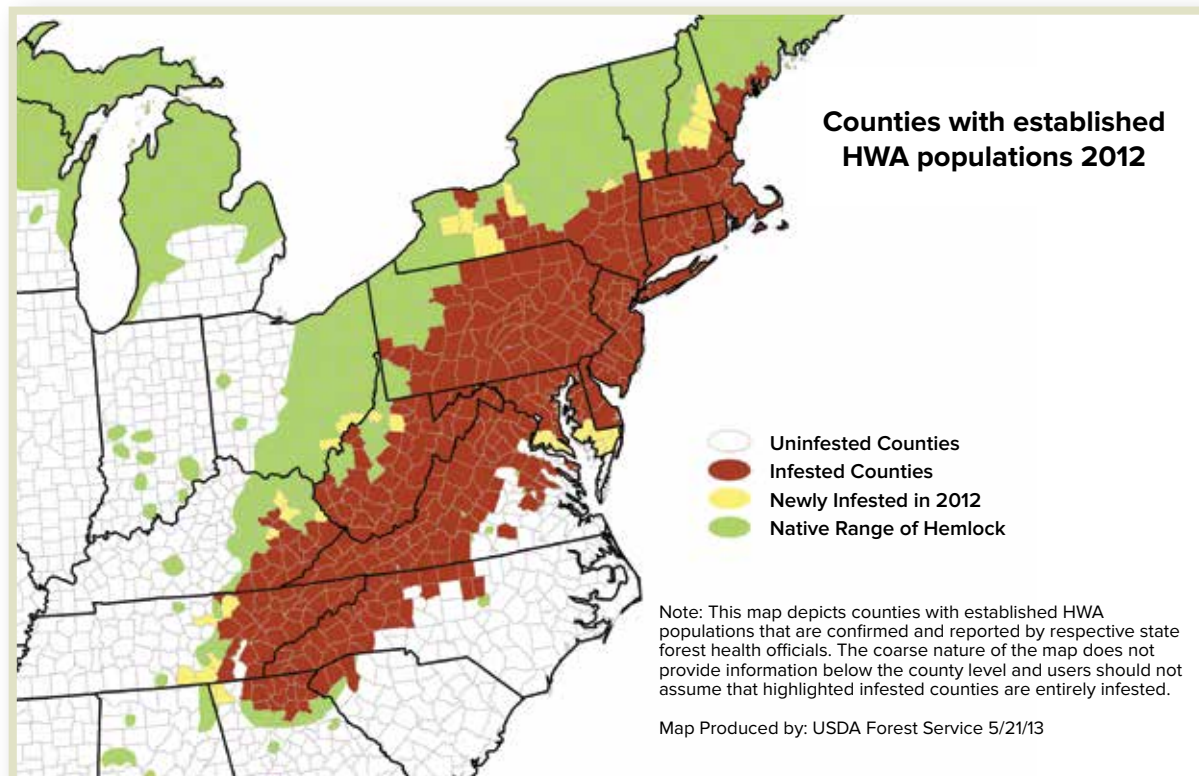 Counties with established
HWA populations 2012
Uninfested Counties
Infested Counties
Newly Infested in 2012
Native Range of Hemlock
Note: This map depicts counties with established HWA
populations that are confirmed and reported by respective state
forest health officials. The coarse nature of the map does not
provide information below the county level and users should not
assume that highlighted infested counties are entirely infested.
Map Produced by: USDA Forest Service 5/21/13